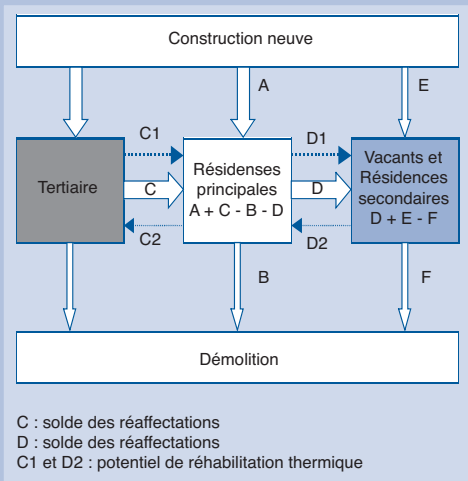 Construction neuve
A
E
C1
D1
Tertiaire
C
Résidenses
principales
A + C - B - D
D
Vacants et
Résidences
secondaires
D + E - F
C2
D2
B
F
Démolition
C : solde des réaffectations
D : solde des réaffectations
C1 et D2 : potentiel de réhabilitation thermique